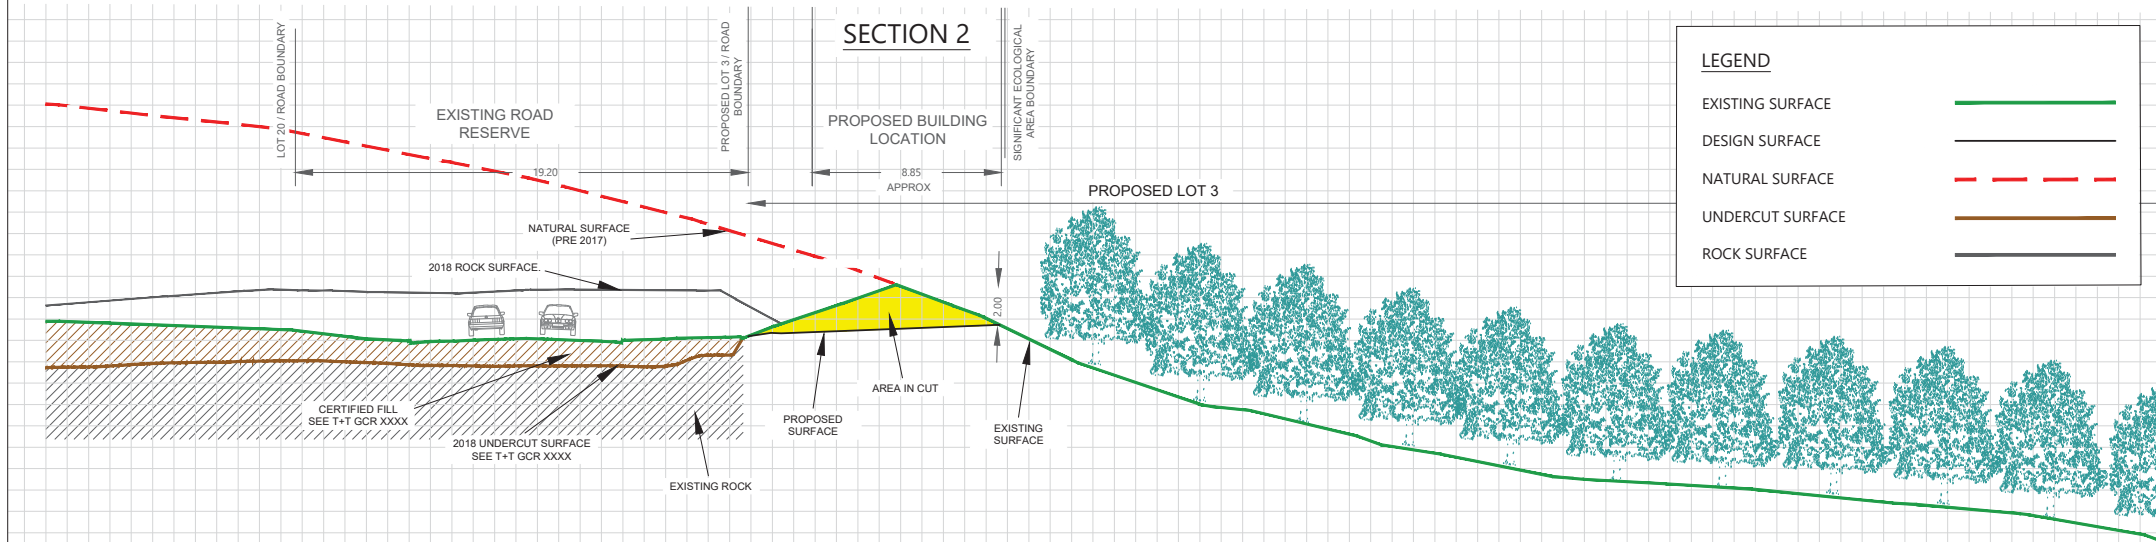 SECTION 2
LOT 20 / ROAD BOUNDARY
EXISTING ROAD
RESERVE
19.20
PROPOSED LOT 3 / ROAD
BOUNDARY
PROPOSED BUILDING
LOCATION
8.85
APPROX
SIGNIFICANT ECOLOGICAL
AREA BOUNDARY
PROPOSED LOT 3
NATURAL SURFACE
(PRE 2017)
2018 ROCK SURFACE.
2.00
CERTIFIED FILL
SEE T+T GCR XXXX
2018 UNDERCUT SURFACE
SEE T+T GCR XXXX
EXISTING ROCK
PROPOSED
SURFACE
AREA IN CUT
EXISTING
SURFACE
LEGEND
EXISTING SURFACE
DESIGN SURFACE
NATURAL SURFACE
UNDERCUT SURFACE
ROCK SURFACE